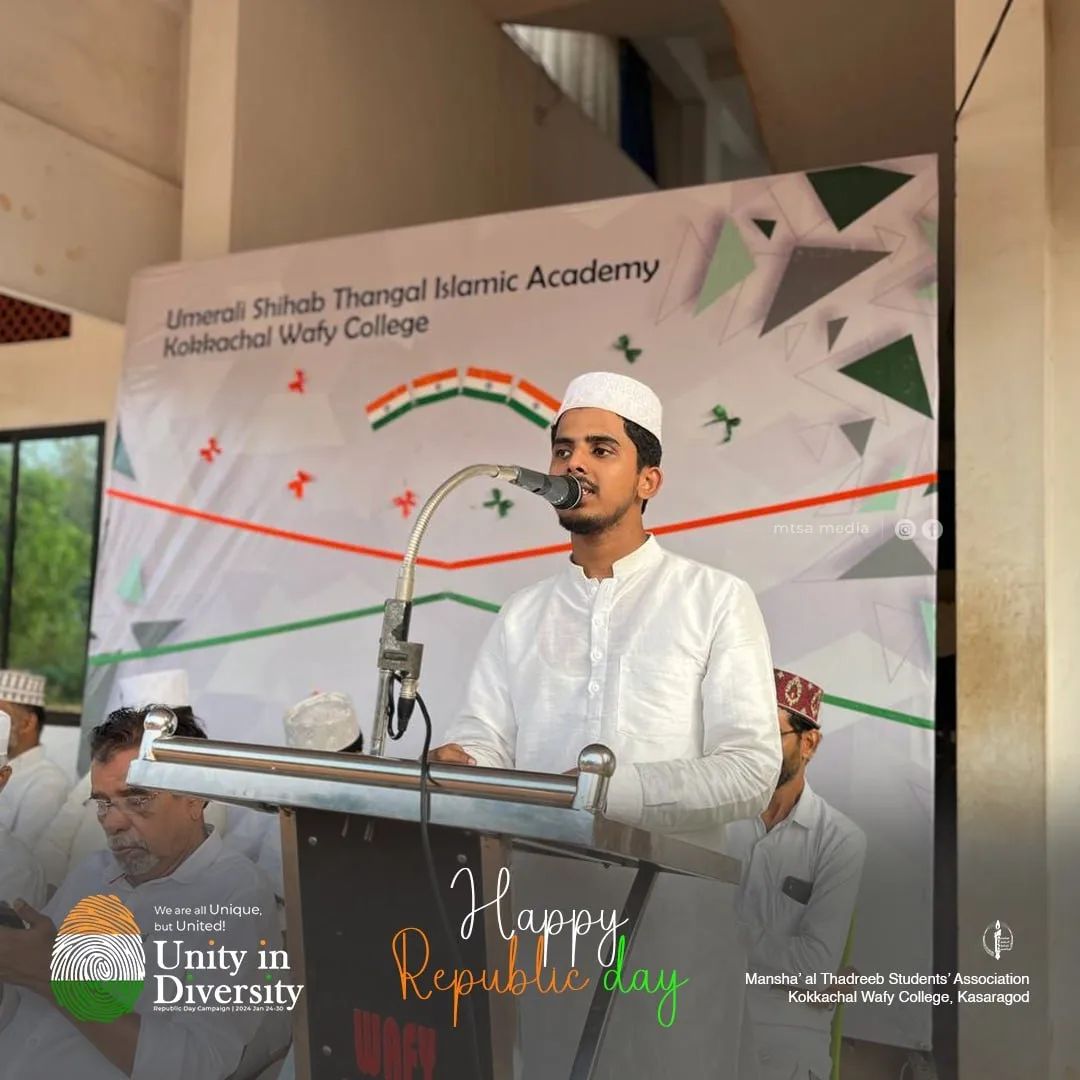 Umerali Shihab Thangal Islamic Academy
Kokkachal Wafy College
mtsa media
We are all Unique,
but United!
Unity in
Diversity
Republic Day Campaign | 2024 Jan 24-30
Happy
Republic day
WAFY
Mansha' al Thadreeb Students' Association
Kokkachal Wafy College, Kasaragod